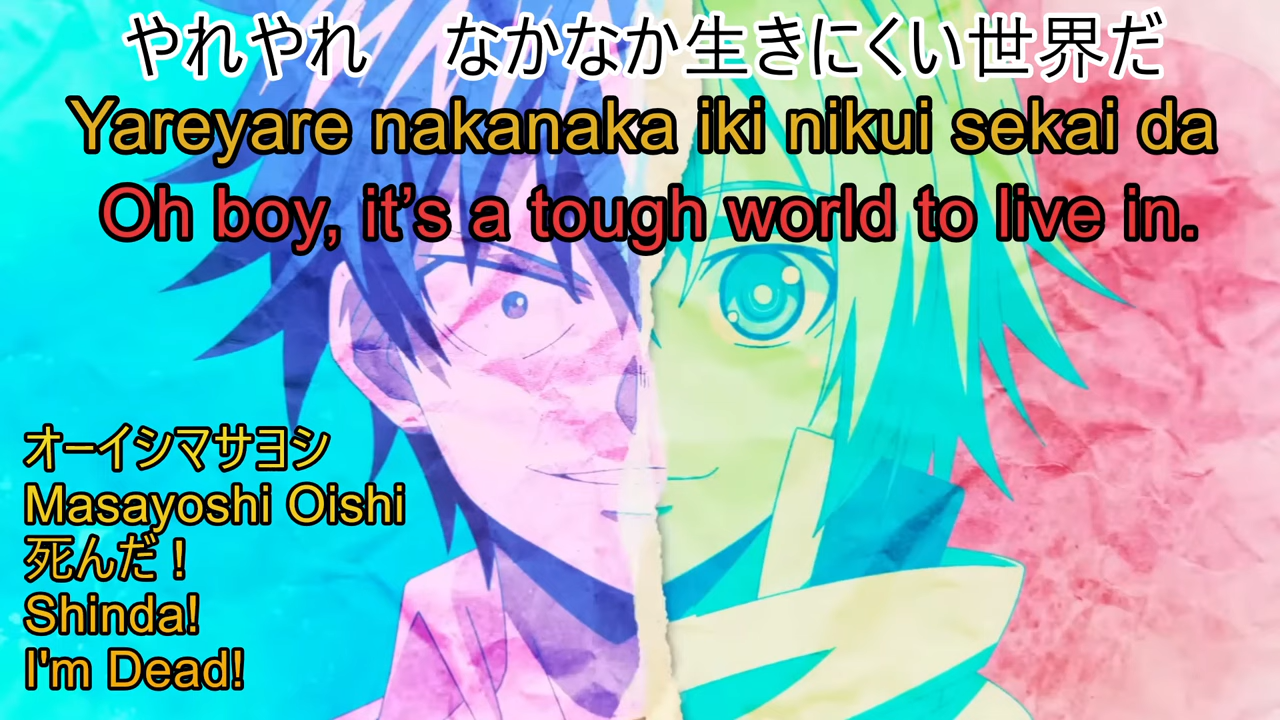 やれやれ　なかなか生きにくい世界だ
Yareyare nakanaka iki nikui sekai da
Oh boy, it’s a tough world to live in.
オーイシマサヨシ
Masayoshi Oishi
死んだ！
Shinda!
I'm Dead!